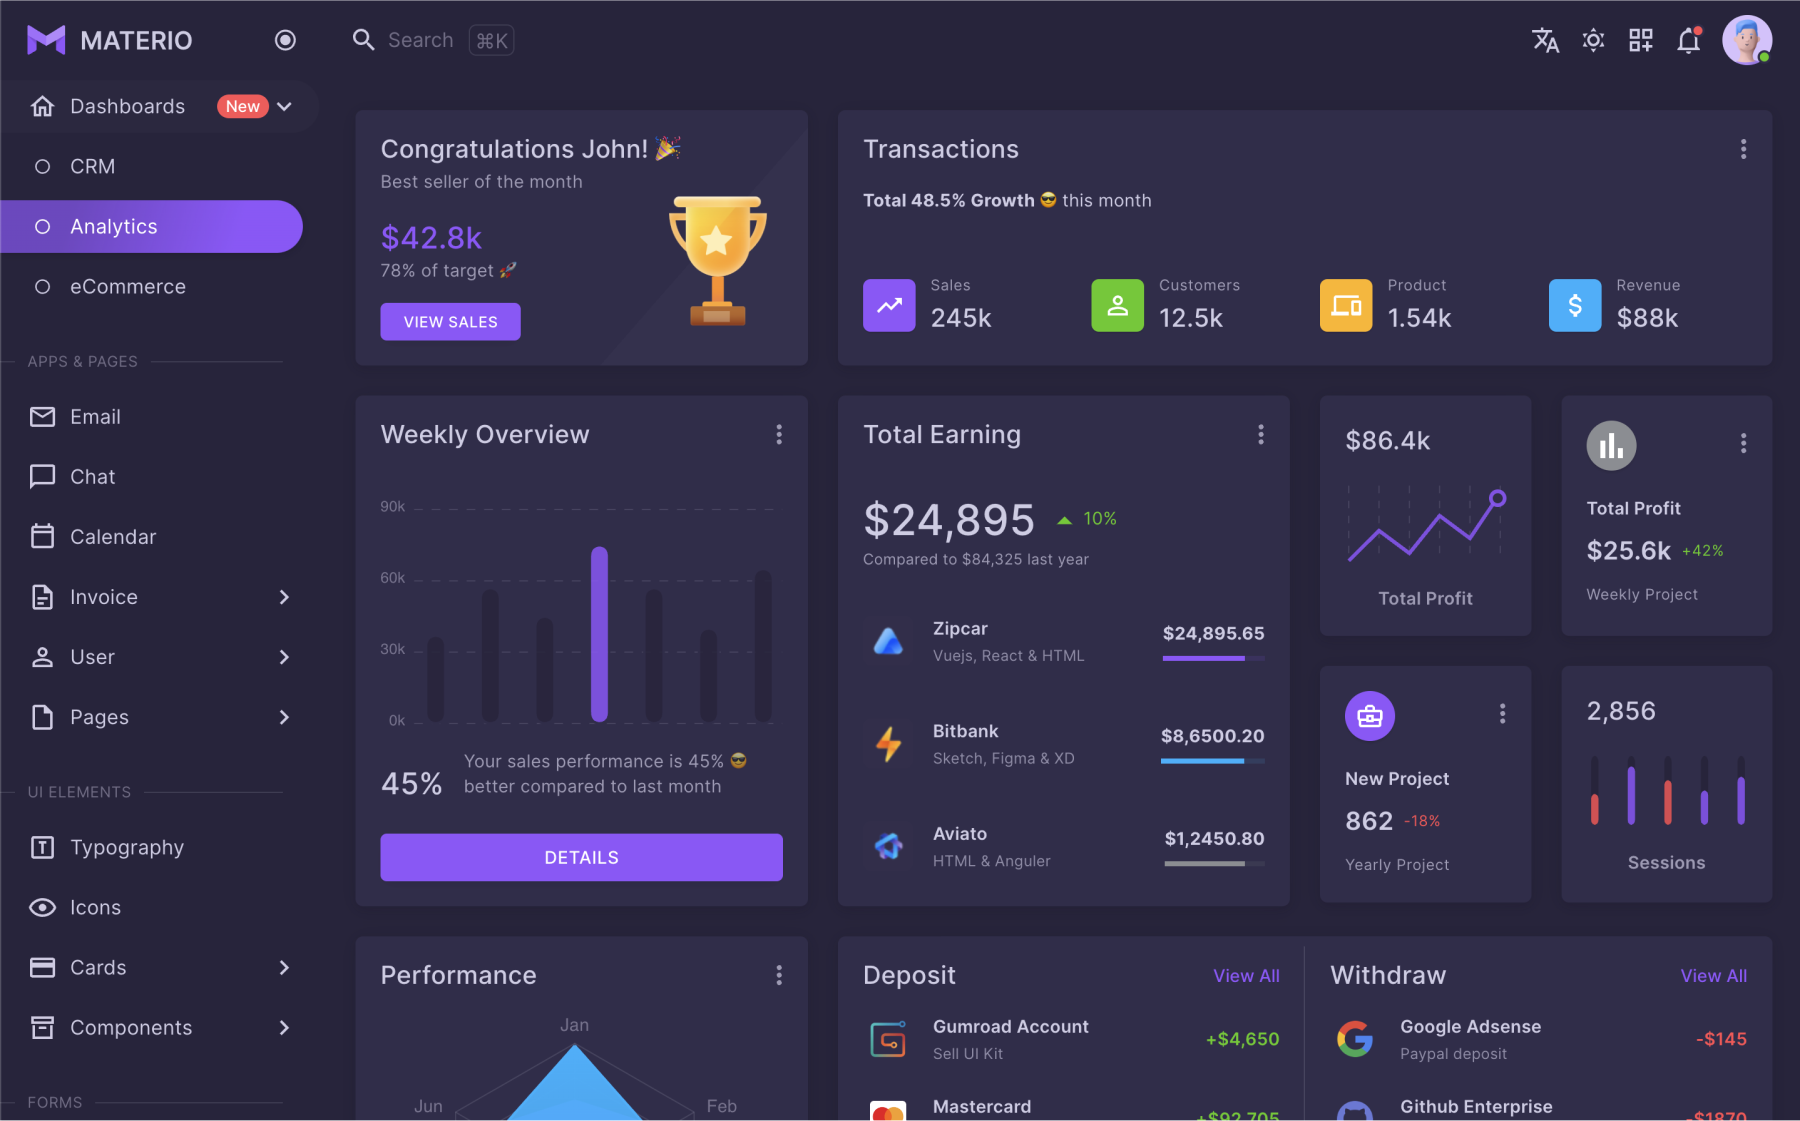 MATERIO
Search ⌘K
Dashboards New
CRM
Analytics
eCommerce
APPS & PAGES
Email
Chat
Calendar
Invoice
User
Pages
UI ELEMENTS
Typography
Icons
Cards
Components
FORMS
Congratulations John! 🎉
Best seller of the month
$42.8k
78% of target 🚀
VIEW SALES
Transactions
Total 48.5% Growth 😎 this month
Sales
245k
Customers
12.5k
Product
1.54k
Revenue
$88k
Weekly Overview
90k
60k
30k
0k
45%
Your sales performance is 45% 😎
better compared to last month
DETAILS
Total Earning
$24,895 10%
Compared to $84,325 last year
Zipcar
Vuejs, React & HTML
$24,895.65
Bitbank
Sketch, Figma & XD
$8,6500.20
Aviato
HTML & Anguler
$1,2450.80
$86.4k
Total Profit
Total Profit
$25.6k +42%
Weekly Project
New Project
862 -18%
Yearly Project
2,856
Sessions
Performance
Jan
Jun
Feb
Deposit View All
Gumroad Account
Sell UI Kit
+$4,650
Mastercard
+$92,705
Withdraw View All
Google Adsense
Paypal deposit
-$145
Github Enterprise
-$1870